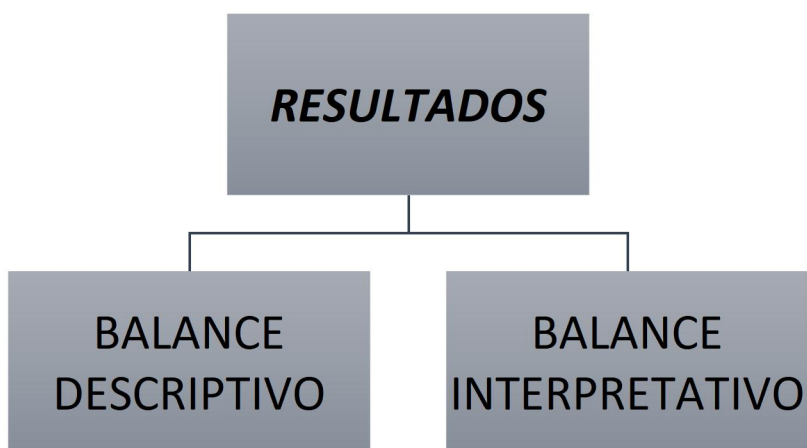 RESULTADOS
BALANCE
DESCRIPTIVO
BALANCE
INTERPRETATIVO